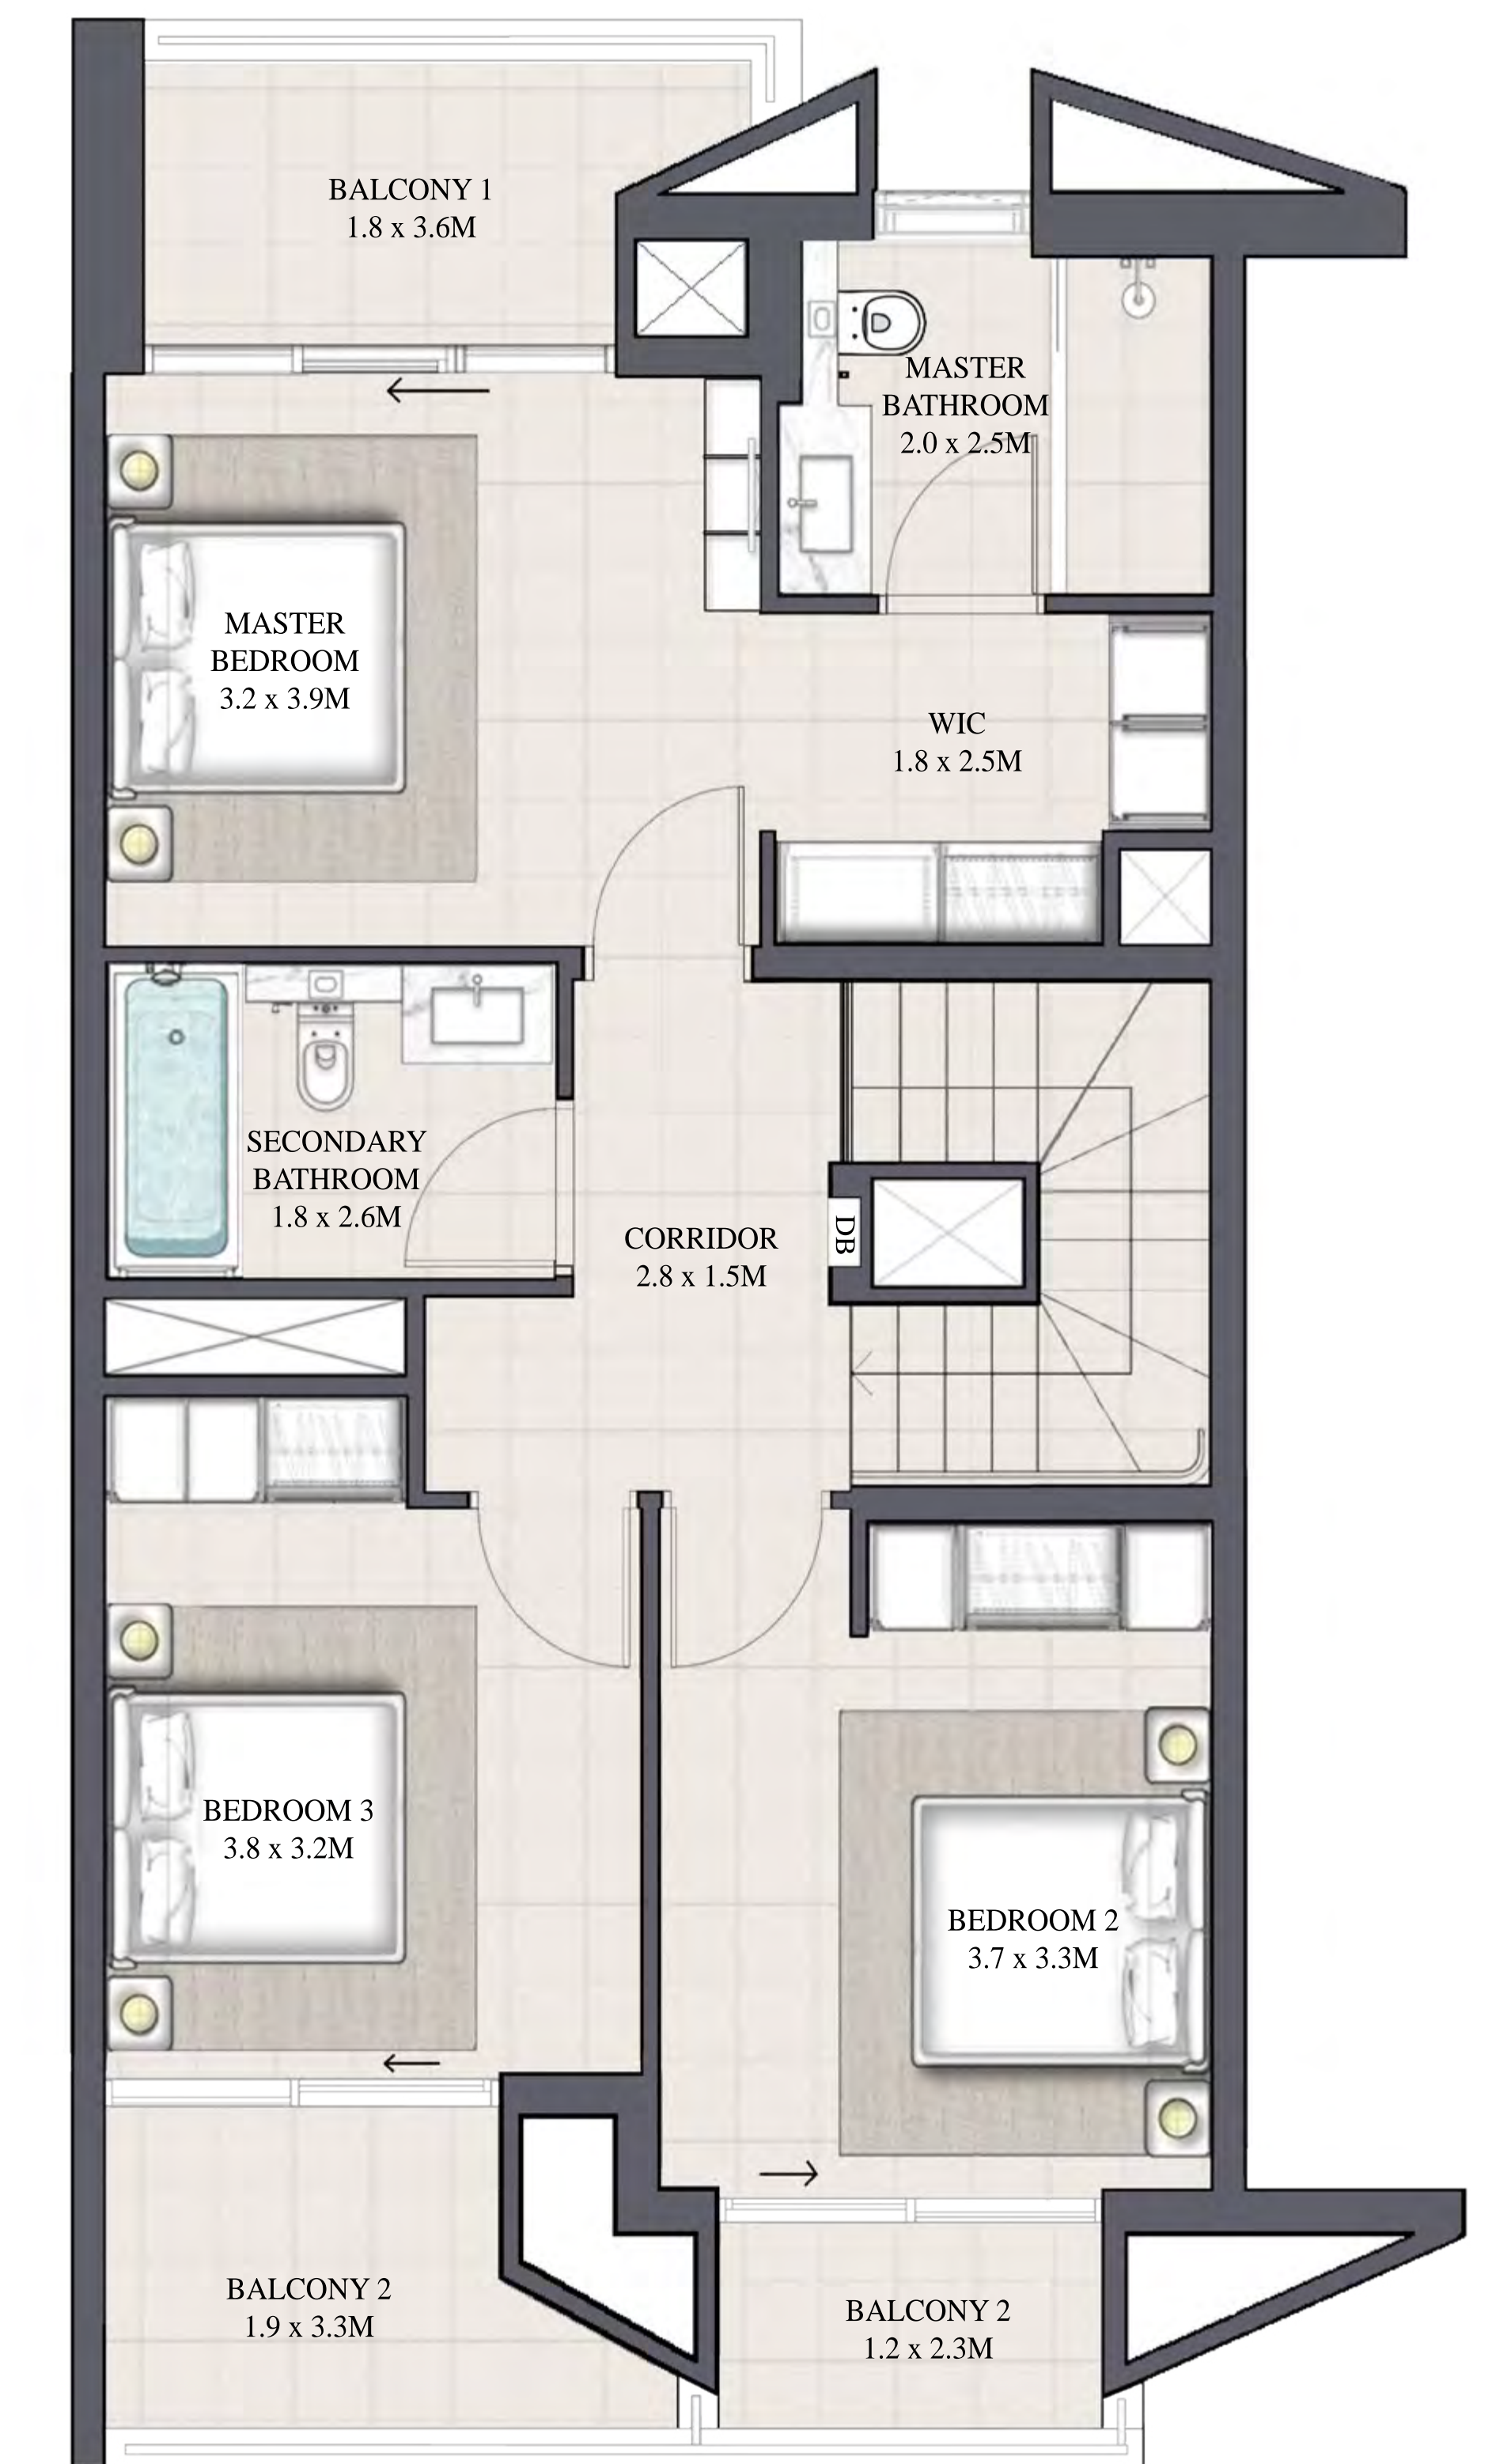 BALCONY 1
1.8 x 3.6M
MASTER
BATHROOM
2.0 x 2.5M
MASTER
BEDROOM
3.2 x 3.9M
WIC
1.8 x 2.5M
SECONDARY
BATHROOM
1.8 x 2.6M
CORRIDOR
2.8 x 1.5M
DB
BEDROOM 3
3.8 x 3.2M
BEDROOM 2
3.7 x 3.3M
BALCONY 2
1.9 x 3.3M
BALCONY 2
1.2 x 2.3M